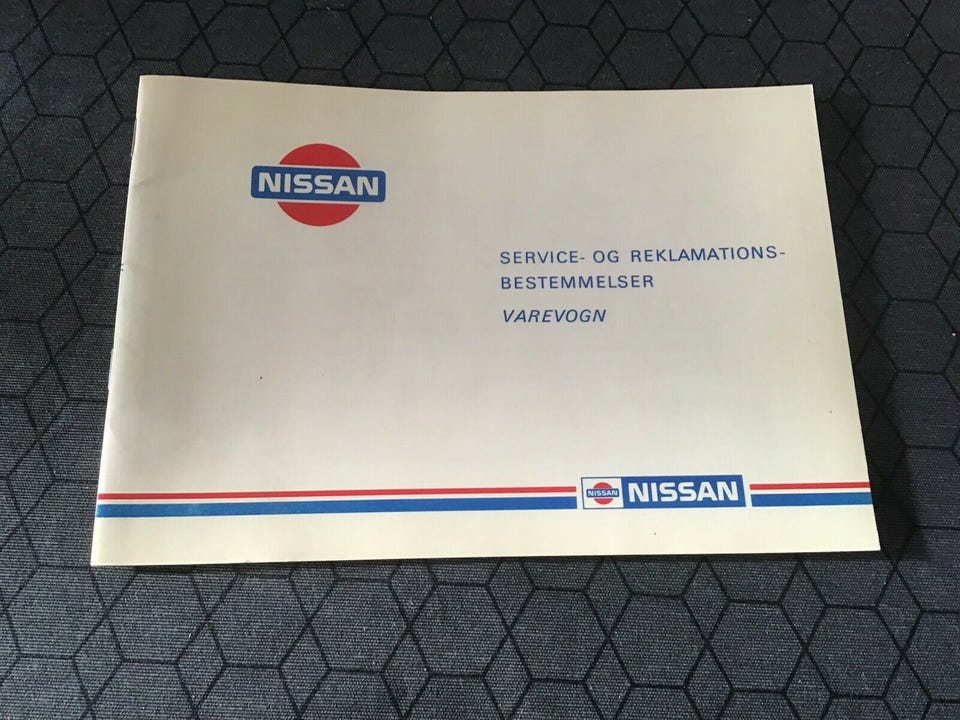 NISSAN
SERVICE- OG REKLAMATIONS-
BESTEMMELSER
VAREVOGN
NISSAN NISSAN